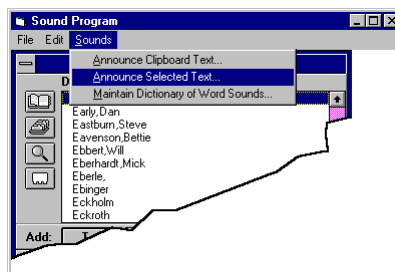 Sound Program
File Edit Sounds
Announce Clipboard Text...
Announce Selected Text...
Maintain Dictionary of Word Sounds...
D
Early,Dan
Eastburn,Steve
Eavenson,Bettie
Ebbert,Will
Eberhardt,Mick
Eberle,
Ebinger
Eckholm
Eckroth
Add: